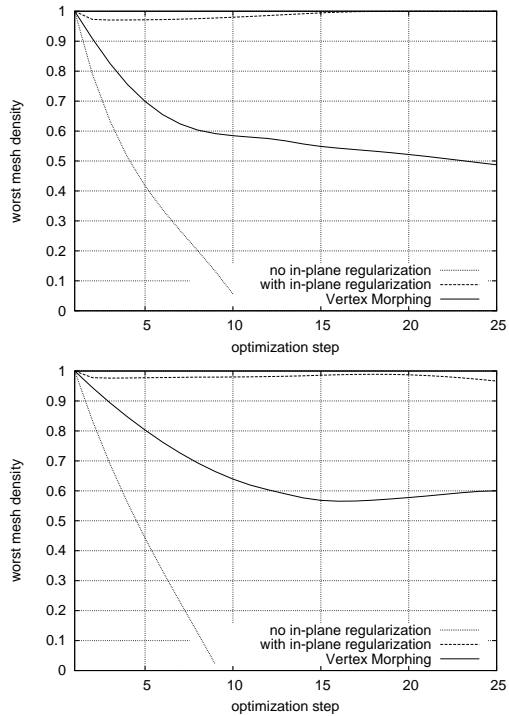 1
0.9
0.8
0.7
0.6
0.5
0.4
0.3
0.2
0.1
0
worst mesh density
no in-plane regularization
with in-plane regularization
Vertex Morphing
5 10 15 20 25
optimization step
1
0.9
0.8
0.7
0.6
0.5
0.4
0.3
0.2
0.1
0
worst mesh density
no in-plane regularization
with in-plane regularization
Vertex Morphing
5 10 15 20 25
optimization step